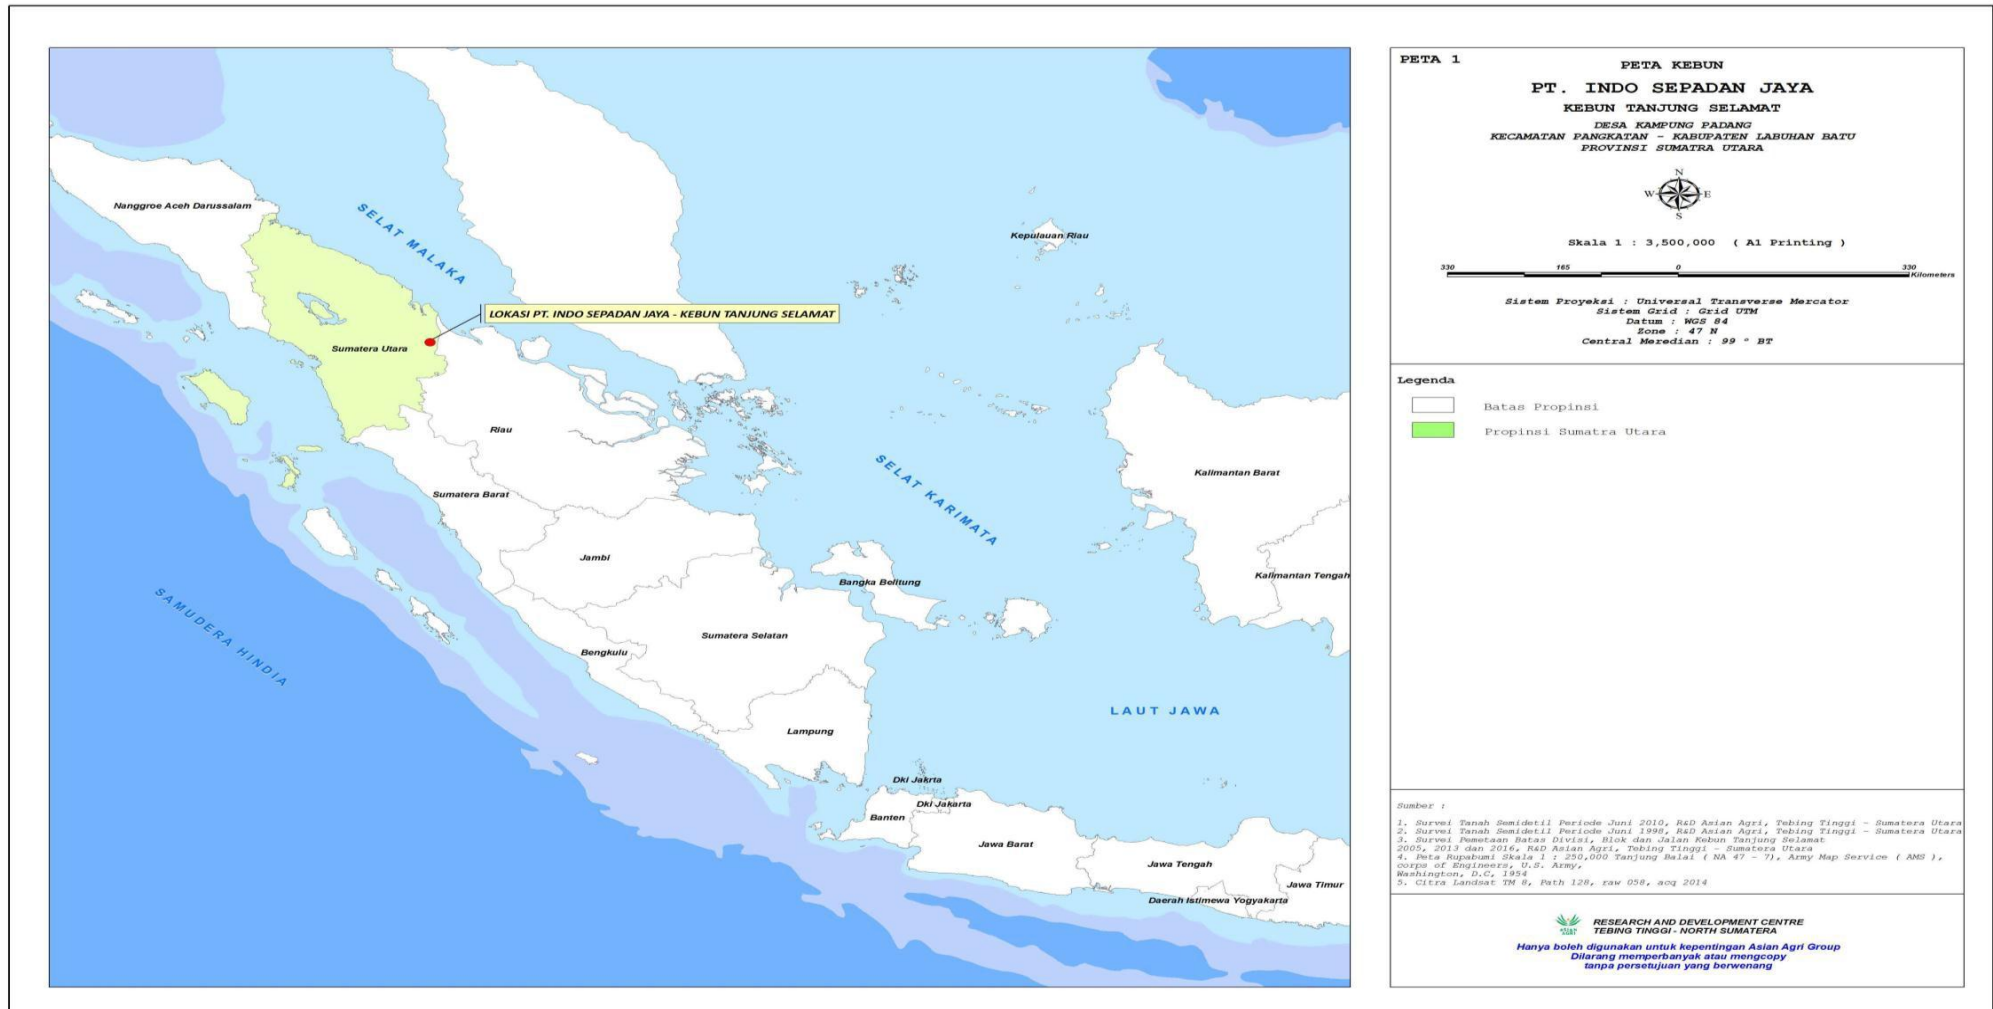 Nanggroe Aceh Darussalam
SELAT MALAKA
Kepulauan Riau
LOKASI PT. INDO SEPADAN JAYA - KEBUN TANJUNG SELAMAT
Sumatera Utara
Riau
SELAT KARIMATA
Kalimantan Barat
Sumatera Barat
Jambi
Bangka Belitung
Kalimantan Tengah
SAMUDERA HINDIA
Sumatera Selatan
Bengkulu
LAUT JAWA
Lampung
Dki Jakrta
Dki Jakarta
Banten
Jawa Barat
Jawa Tengah
Jawa Timur
Daerah Istimewa Yogyakarta
PETA 1
PETA KEBUN
PT. INDO SEPADAN JAYA
KEBUN TANJUNG SELAMAT
DESA KAMPUNG PADANG
KECAMATAN PANGKATAN - KABUPATEN LABUHAN BATU
PROVINSI SUMATRA UTARA
N
W E
S
Skala 1 : 3,500,000 ( A1 Printing )
330 165 0 330
Kilometers
Sistem Proyeksi : Universal Transverse Mercator
Sistem Grid : Grid UTM
Datum : WGS 84
Zone : 47 N
Central Meredian : 99 ° BT
Legenda
Batas Propinsi
Propinsi Sumatra Utara
Sumber :
1. Survei Tanah Semidetil Periode Juni 2010, R&D Asian Agri, Tebing Tinggi - Sumatera Utara
2. Survei Tanah Semidetil Periode Juni 1998, R&D Asian Agri, Tebing Tinggi - Sumatera Utara
3. Survei Pemetaan Batas Divisi, Blok dan Jalan Kebun Tanjung Selamat
2005, 2013 dan 2016, R&D Asian Agri, Tebing Tinggi - Sumatera Utara
4. Peta Rupabumi Skala 1 : 250,000 Tanjung Balai ( NA 47 - 7), Army Map Service ( AMS ),
corps of Engineers, U.S. Army,
Washington, D.C, 1954
5. Citra Landsat TM 8, Path 128, raw 058, acq 2014
asian agri
RESEARCH AND DEVELOPMENT CENTRE
TEBING TINGGI - NORTH SUMATERA
Hanya boleh digunakan untuk kepentingan Asian Agri Group
Dilarang memperbanyak atau mengcopy
tanpa persetujuan yang berwenang